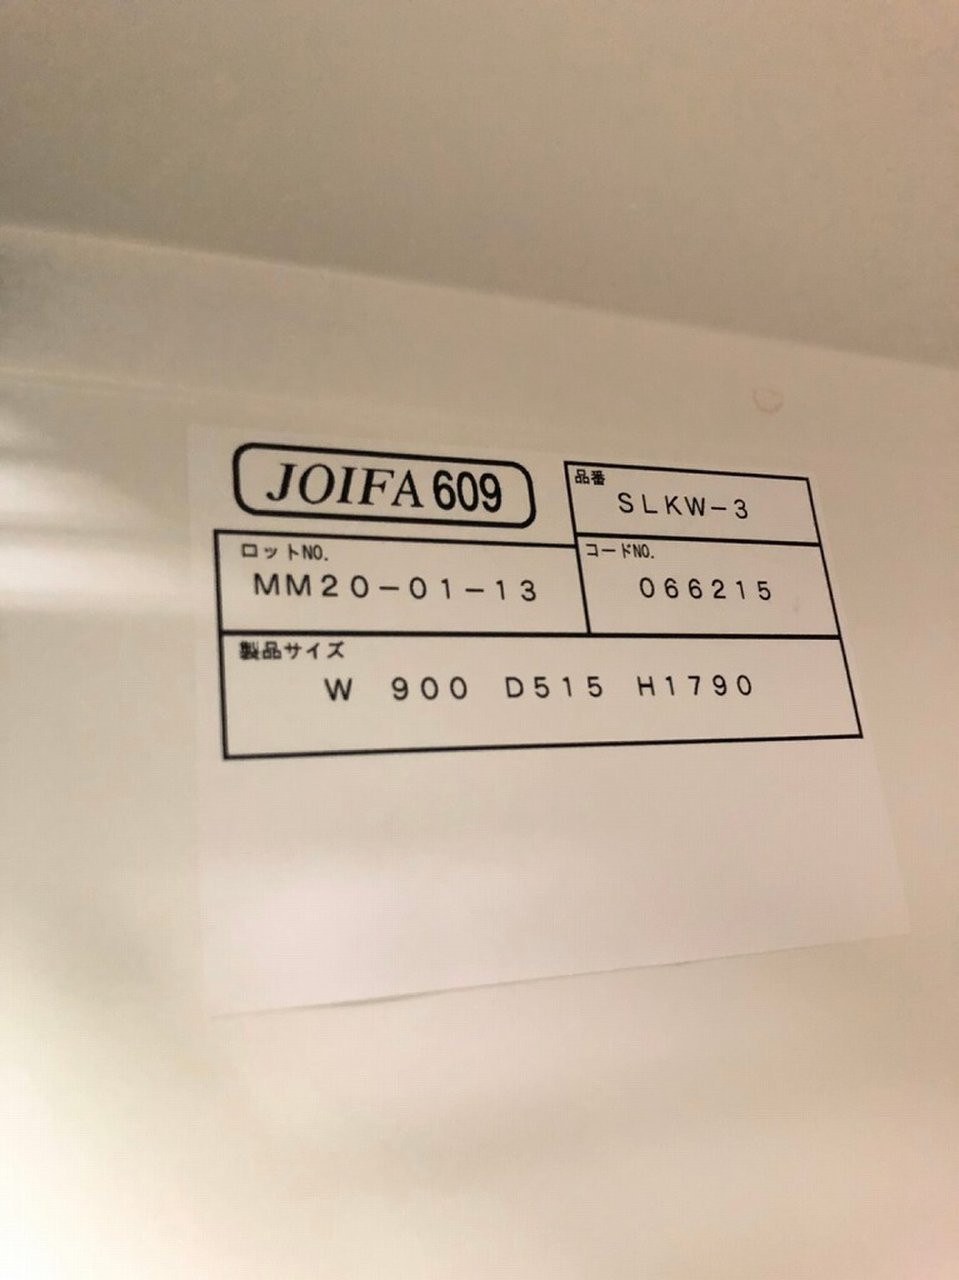 JOIFA 609
品番
SLKW-3
ロットNO.
MM20-01-13
コードNO.
066215
製品サイズ
W 900 D515 H1790